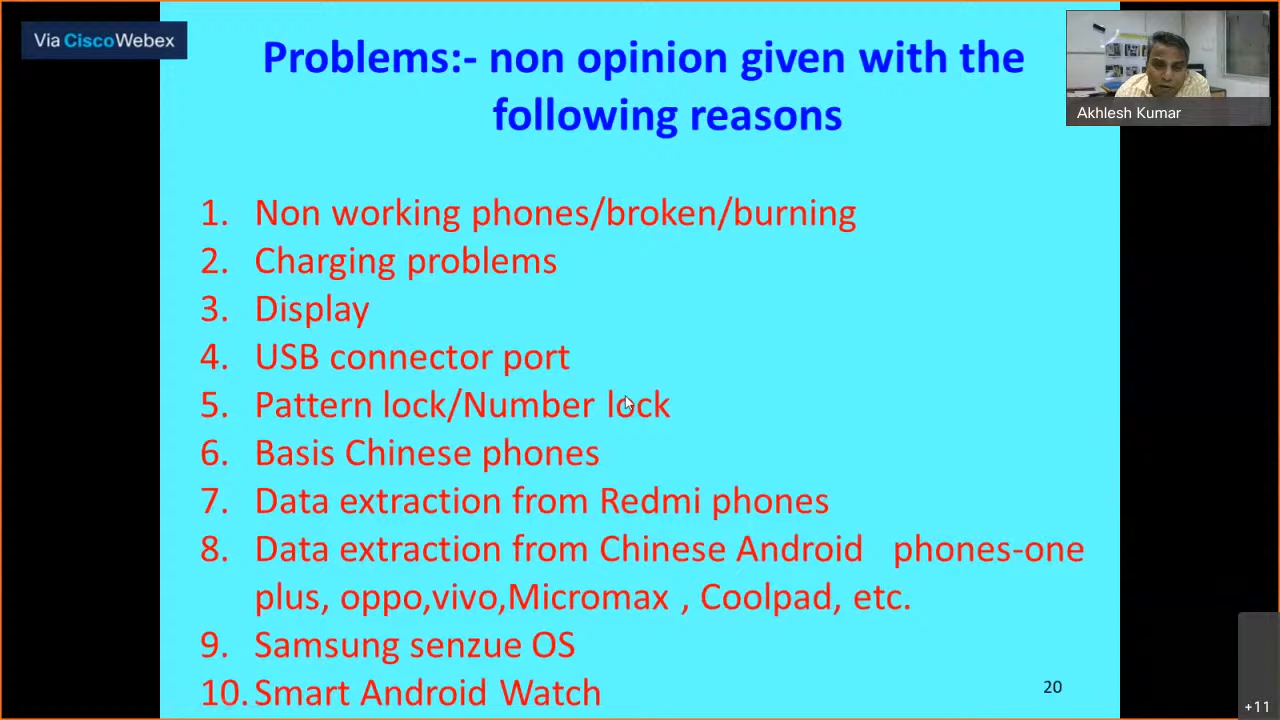 Via CiscoWebex
Problems:- non opinion given with the
following reasons
Akhlesh Kumar
1. Non working phones/broken/burning
2. Charging problems
3. Display
4. USB connector port
5. Pattern lock/Number lock
6. Basis Chinese phones
7. Data extraction from Redmi phones
8. Data extraction from Chinese Android phones-one
plus, oppo,vivo,Micromax , Coolpad, etc.
9. Samsung senzue OS
10. Smart Android Watch
20
+11